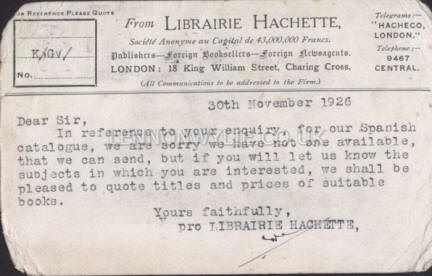 FOR REFERENCE PLEASE QUOTE
K/GV/
No.
From LIBRAIRIE HACHETTE,
Société Anonyme au Capital de 43,000,000 Francs.
Publishers—Foreign Booksellers—Foreign Newsagents.
LONDON: 18 King William Street, Charing Cross.
(All Communications to be addressed to the Firm.)
Telegrams:—
"HACHECO,
LONDON."
Telephone:—
9467
CENTRAL.
30th November 1926
Dear Sir,
In reference to your enquiry, for our Spanish
catalogue, we are sorry we have not one available,
that we can send, but if you will let us know the
subjects in which you are interested, we shall be
pleased to quote titles and prices of suitable
books.
Yours faithfully,
pro LIBRAIRIE HACHETTE,